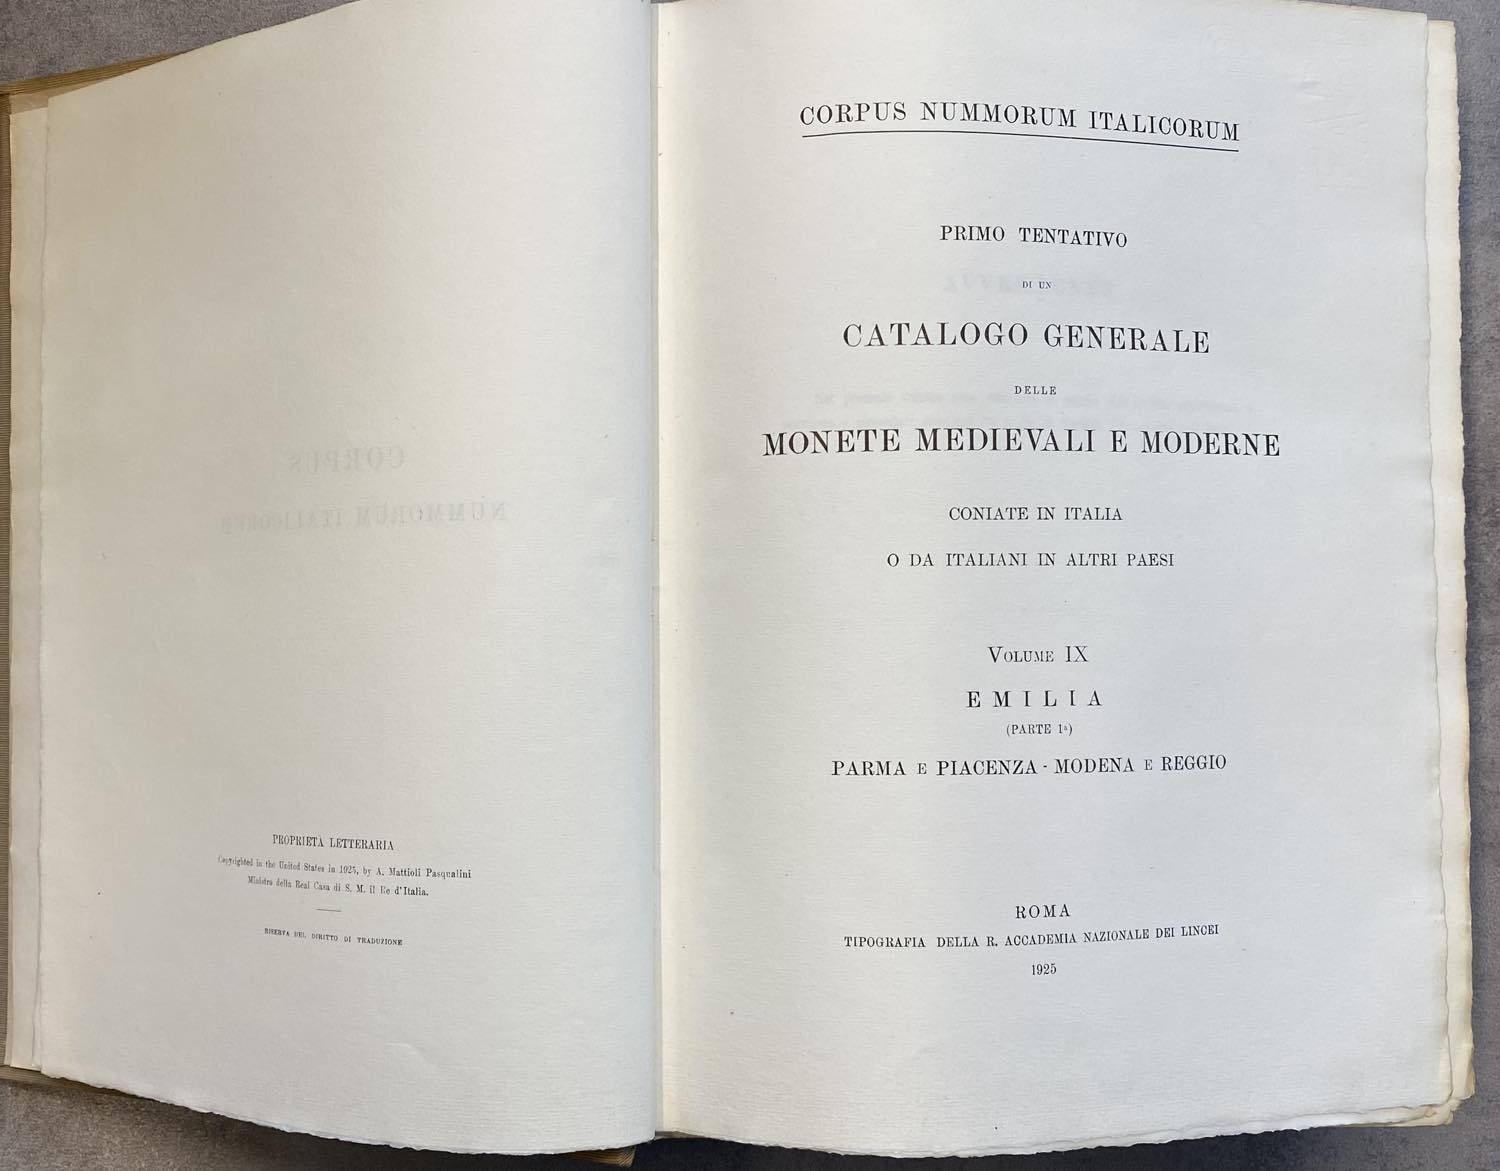 PROPRIETÀ LETTERARIA
Copyrighted in the United States in 1925, by A. Mattioli Pasqualini
Ministro della Real Casa di S. M. il Re d'Italia.
RISERVA DEL DIRITTO DI TRADUZIONE
CORPUS NUMMORUM ITALICORUM
PRIMO TENTATIVO
DI UN
CATALOGO GENERALE
DELLE
MONETE MEDIEVALI E MODERNE
CONIATE IN ITALIA
O DA ITALIANI IN ALTRI PAESI
VOLUME IX
EMILIA
(PARTE 1ª)
PARMA E PIACENZA - MODENA E REGGIO
ROMA
TIPOGRAFIA DELLA R. ACCADEMIA NAZIONALE DEI LINCEI
1925